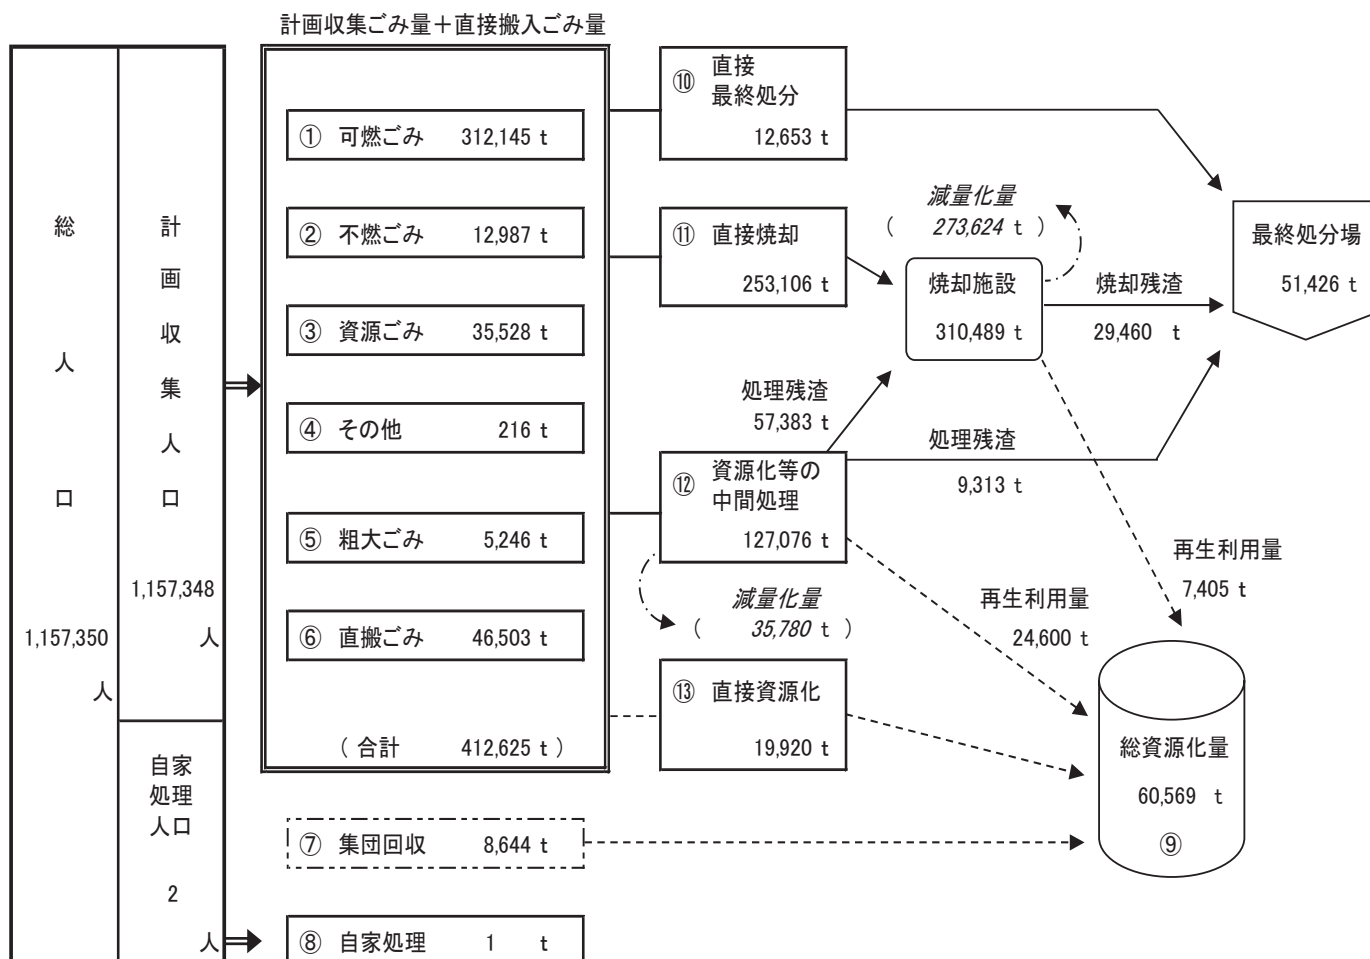 計画収集ごみ量＋直接搬入ごみ量
総人口
1,157,350
人
計画収集人口
1,157,348
人
自家
処理
人口
2
人
① 可燃ごみ 312,145 t
② 不燃ごみ 12,987 t
③ 資源ごみ 35,528 t
④ その他 216 t
⑤ 粗大ごみ 5,246 t
⑥ 直搬ごみ 46,503 t
（ 合計 412,625 t ）
⑦ 集団回収 8,644 t
⑧ 自家処理 1 t
⑩ 直接
最終処分
12,653 t
⑪ 直接焼却
253,106 t
減量化量
（ 273,624 t ）
焼却施設
310,489 t
焼却残渣
29,460 t
最終処分場
51,426 t
処理残渣
57,383 t
処理残渣
9,313 t
⑫ 資源化等の
中間処理
127,076 t
減量化量
（ 35,780 t ）
再生利用量
24,600 t
再生利用量
7,405 t
⑬ 直接資源化
19,920 t
総資源化量
60,569 t
⑨